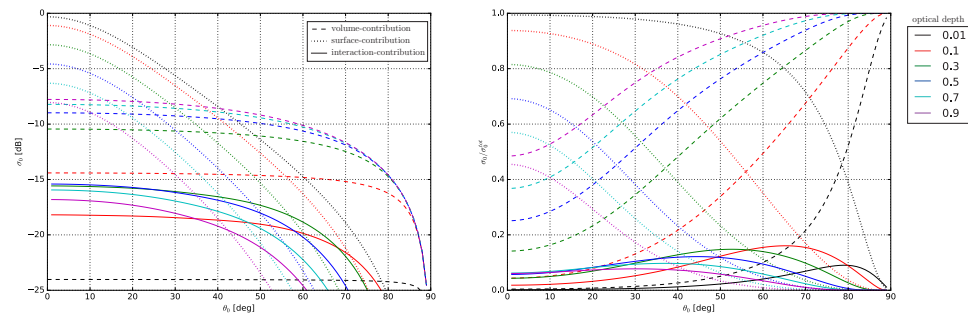 0
−5
−10
−15
−20
−25
σ₀ [dB]
0 10 20 30 40 50 60 70 80 90
θ₀ [deg]
volume-contribution
surface-contribution
interaction-contribution
1.0
0.8
0.6
0.4
0.2
0.0
0 10 20 30 40 50 60 70 80 90
θ₀ [deg]
optical depth
0.01
0.1
0.3
0.5
0.7
0.9